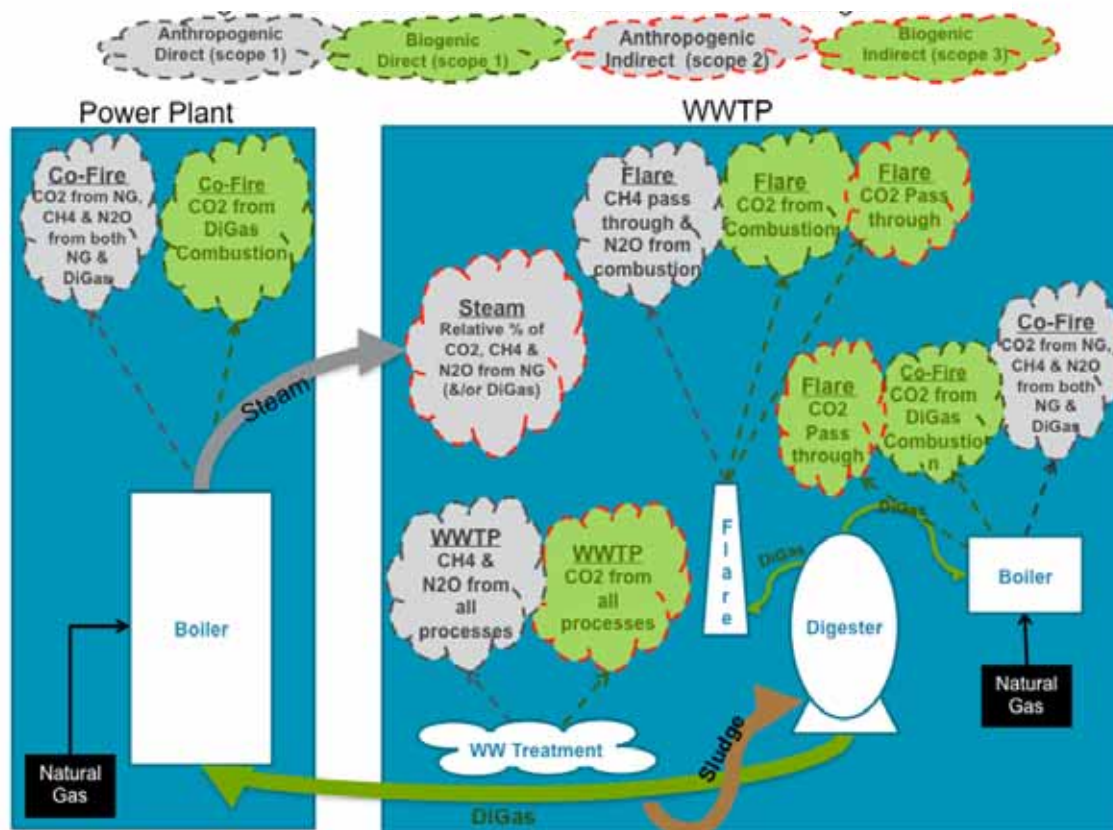 Anthropogenic
Direct (scope 1)
Biogenic
Direct (scope 1)
Anthropogenic
Indirect (scope 2)
Biogenic
Indirect (scope 3)
Power Plant
WWTP
Co-Fire
CO2 from NG,
CH4 & N2O
from both
NG &
DiGas
Co-Fire
CO2 from
DiGas
Combustion
Flare
CH4 pass
through &
N2O from
combustion
Flare
CO2 from
Combustion
Flare
CO2 Pass
through
Steam
Relative % of
CO2, CH4 &
N2O from NG
(&/or DiGas)
Steam
Co-Fire
CO2 from NG,
CH4 & N2O
from both
NG &
DiGas
Flare
CO2
Pass
through
Co-Fire
CO2 from
DiGas
Combustio
n
WWTP
CH4 &
N2O from
all
processes
WWTP
CO2 from
all
processes
Flare
DiGas
DiGas
Boiler
Digester
Boiler
Natural
Gas
WW Treatment
Sludge
Natural
Gas
DiGas